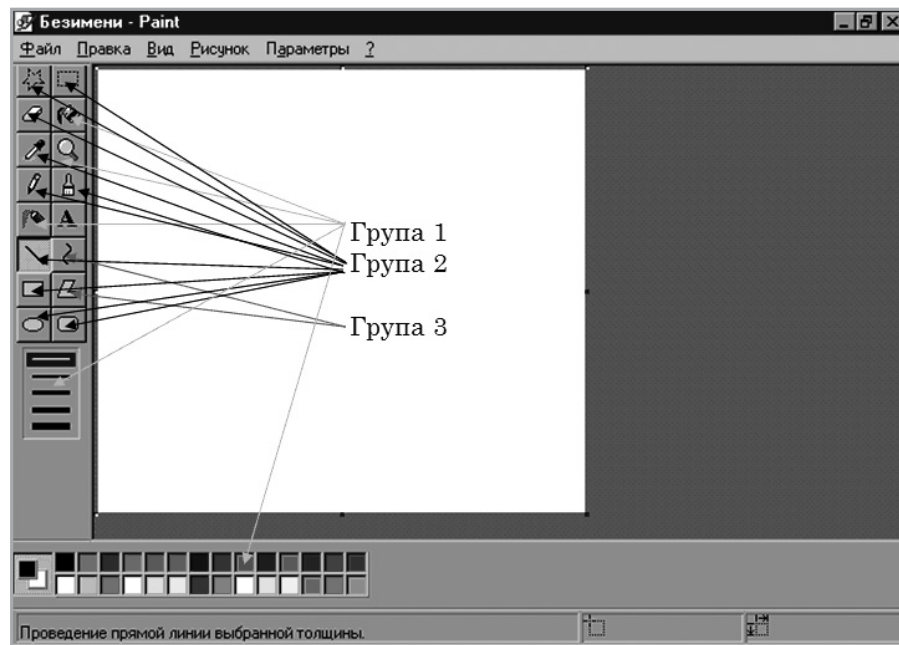 Безимени - Paint
Файл Правка Вид Рисунок Параметры ?
A
Група 1
Група 2
Група 3
Проведение прямой линии выбранной толщины.